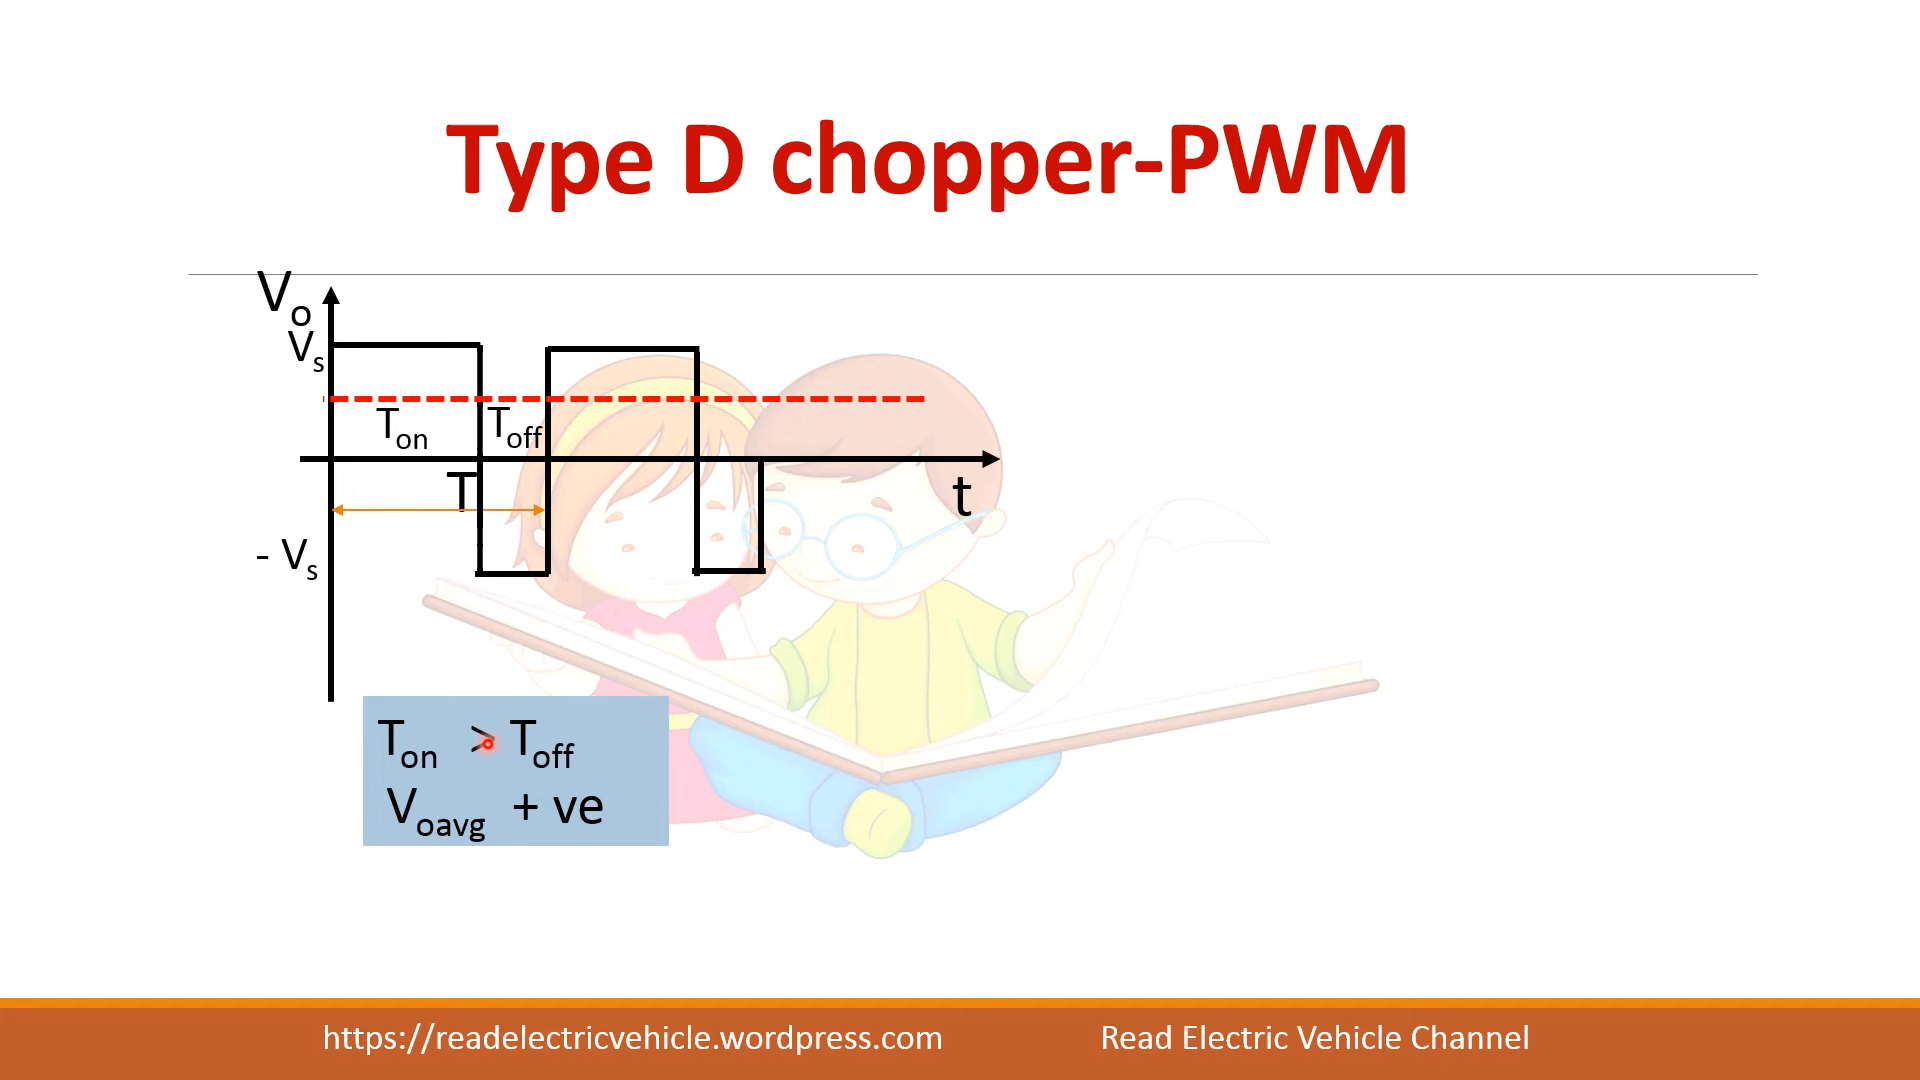 Type D chopper-PWM
Vo
Vs
Ton Toff
T
t
- Vs
Ton > Toff
Voavg + ve
https://readelectricvehicle.wordpress.com
Read Electric Vehicle Channel